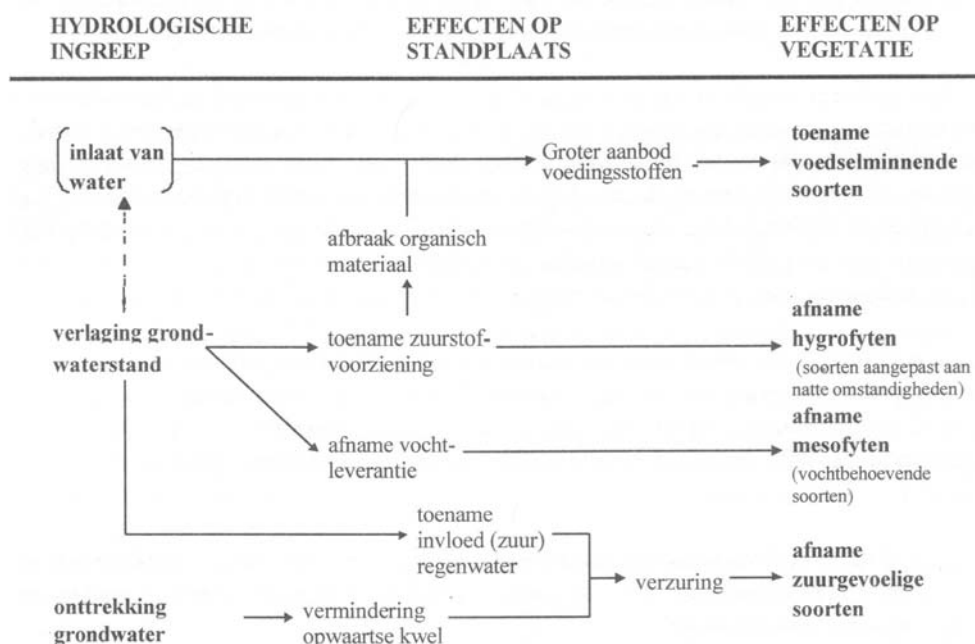 HYDROLOGISCHE
INGREEP
EFFECTEN OP
STANDPLAATS
EFFECTEN OP
VEGETATIE
inlaat van
water
Groter aanbod
voedingsstoffen
toename
voedselminnende
soorten
afbraak organisch
materiaal
verlaging grond-
waterstand
toename zuurstof-
voorziening
afname
hygrofyten
(soorten aangepast aan
natte omstandigheden)
afname vocht-
leverantie
afname
mesofyten
(vochtbehoevende
soorten)
toename
invloed (zuur)
regenwater
verzuring
afname
zuurgevoelige
soorten
onttrekking
grondwater
vermindering
opwaartse kwel